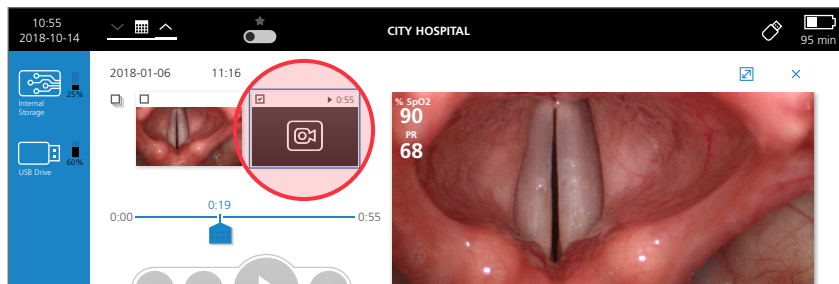 10:55
2018-10-14
CITY HOSPITAL
95 min
Internal
Storage
25%
USB Drive
60%
2018-01-06 11:16
0:55
0:19
0:00
0:55
% SpO2
90
PR
68